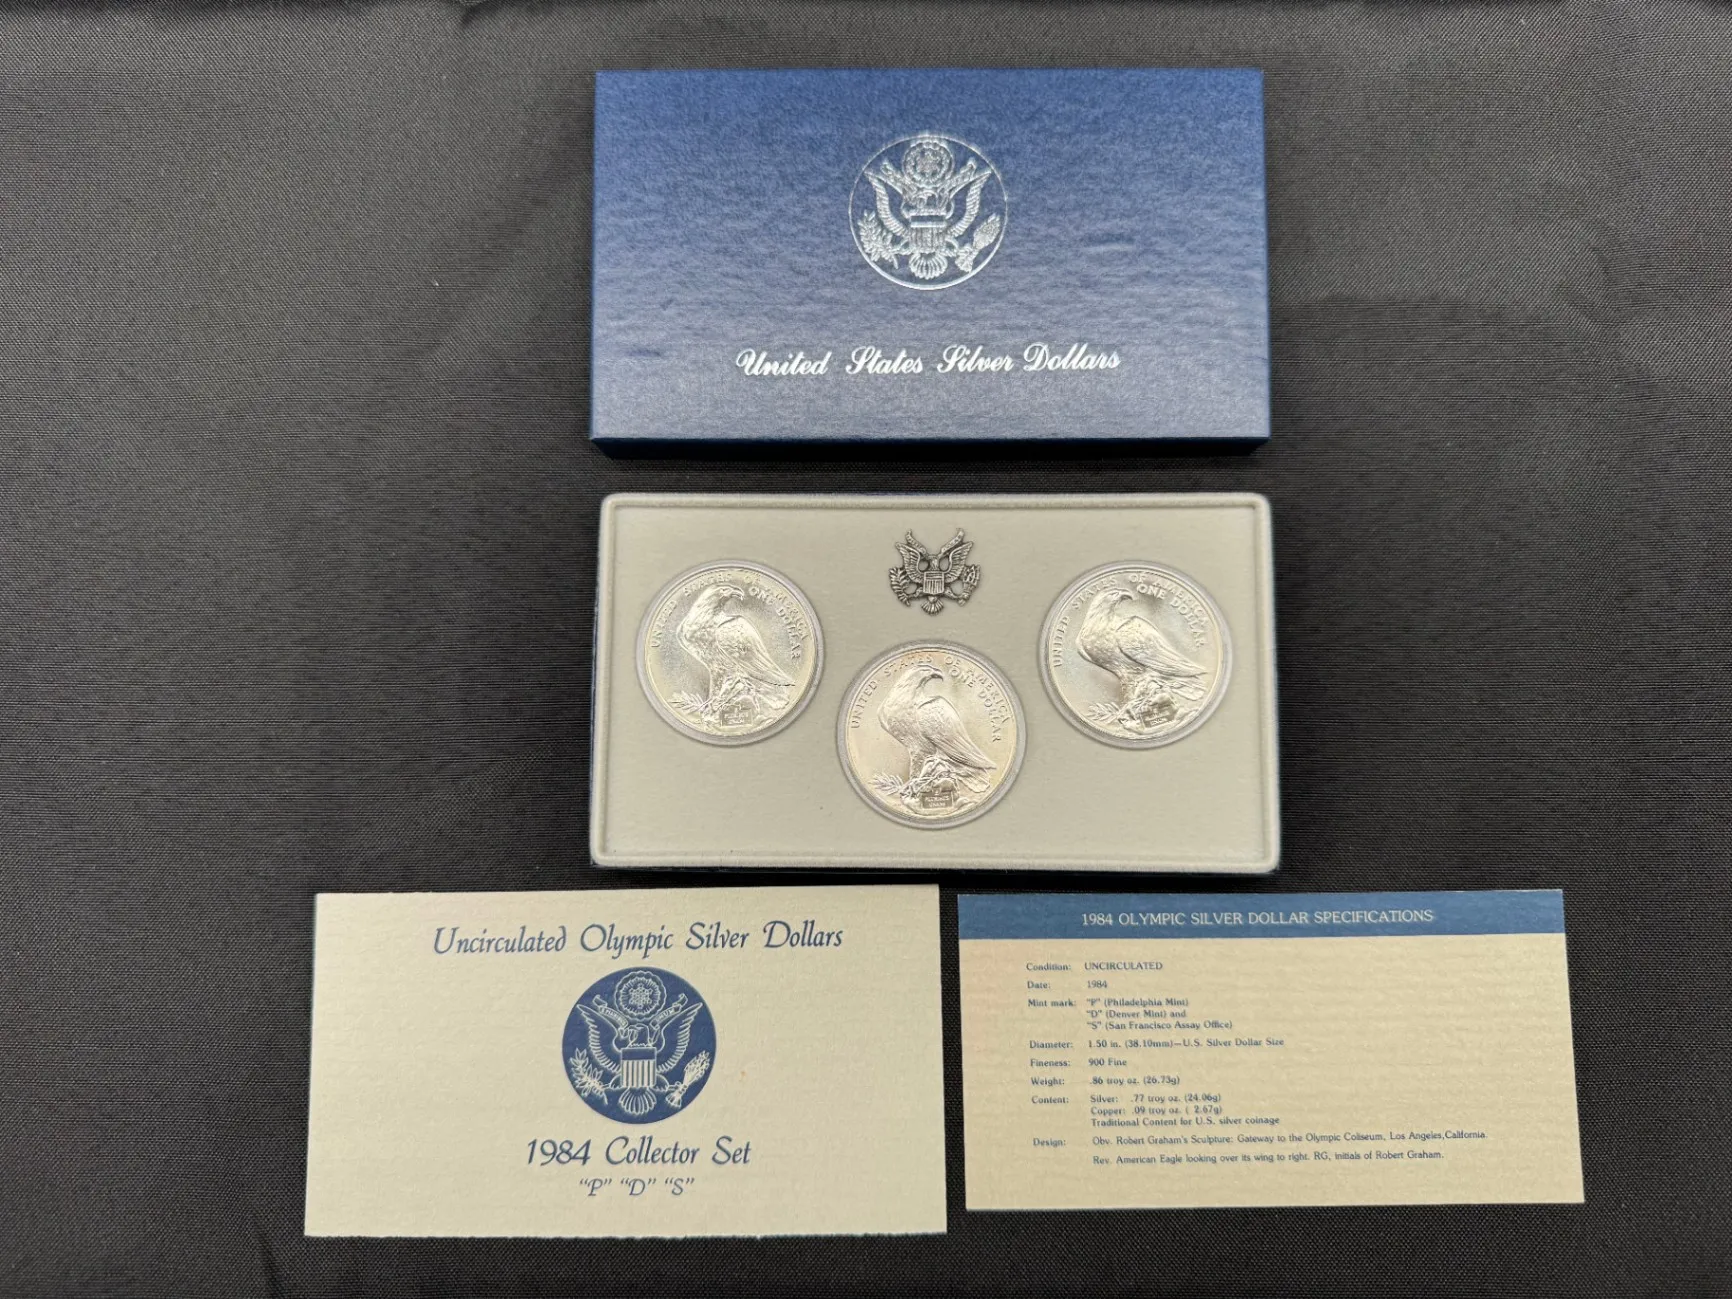 United States Silver Dollars
UNITED STATES OF AMERICA
ONE DOLLAR
UNITED STATES OF AMERICA
ONE DOLLAR
E
PLURIBUS
UNUM
UNITED STATES OF AMERICA
ONE DOLLAR
Uncirculated Olympic Silver Dollars
1984 Collector Set
"P" "D" "S"
1984 OLYMPIC SILVER DOLLAR SPECIFICATIONS
Condition: UNCIRCULATED
Date: 1984
Mint mark: "P" (Philadelphia Mint)
"D" (Denver Mint) and
"S" (San Francisco Assay Office)
Diameter: 1.50 in. (38.10mm)—U.S. Silver Dollar Size
Fineness: 900 Fine
Weight: .86 troy oz. (26.73g)
Content: Silver: .77 troy oz. (24.06g)
Copper: .09 troy oz. ( 2.67g)
Traditional Content for U.S. silver coinage
Design: Obv. Robert Graham's Sculpture: Gateway to the Olympic Coliseum, Los Angeles,California.
Rev. American Eagle looking over its wing to right. RG, initials of Robert Graham.